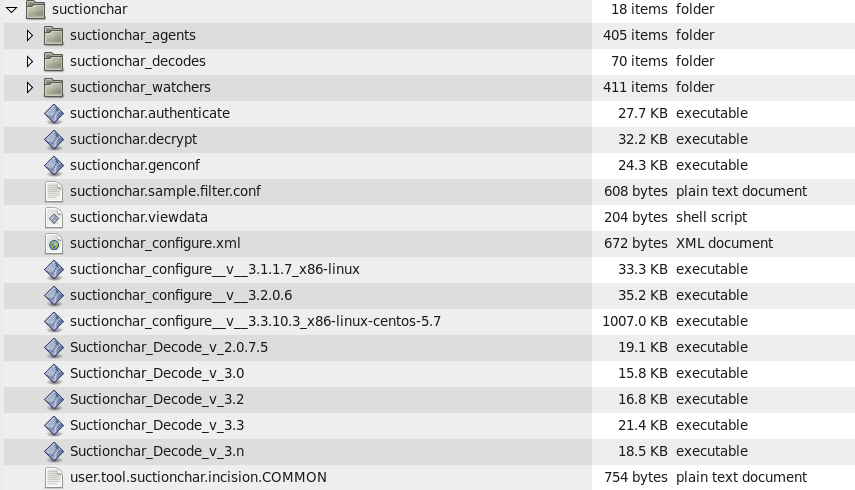 suctionchar 18 items folder
suctionchar_agents 405 items folder
suctionchar_decodes 70 items folder
suctionchar_watchers 411 items folder
suctionchar.authenticate 27.7 KB executable
suctionchar.decrypt 32.2 KB executable
suctionchar.genconf 24.3 KB executable
suctionchar.sample.filter.conf 608 bytes plain text document
suctionchar.viewdata 204 bytes shell script
suctionchar_configure.xml 672 bytes XML document
suctionchar_configure__v__3.1.1.7_x86-linux 33.3 KB executable
suctionchar_configure__v__3.2.0.6 35.2 KB executable
suctionchar_configure__v__3.3.10.3_x86-linux-centos-5.7 1007.0 KB executable
Suctionchar_Decode_v_2.0.7.5 19.1 KB executable
Suctionchar_Decode_v_3.0 15.8 KB executable
Suctionchar_Decode_v_3.2 16.8 KB executable
Suctionchar_Decode_v_3.3 21.4 KB executable
Suctionchar_Decode_v_3.n 18.5 KB executable
user.tool.suctionchar.incision.COMMON 754 bytes plain text document